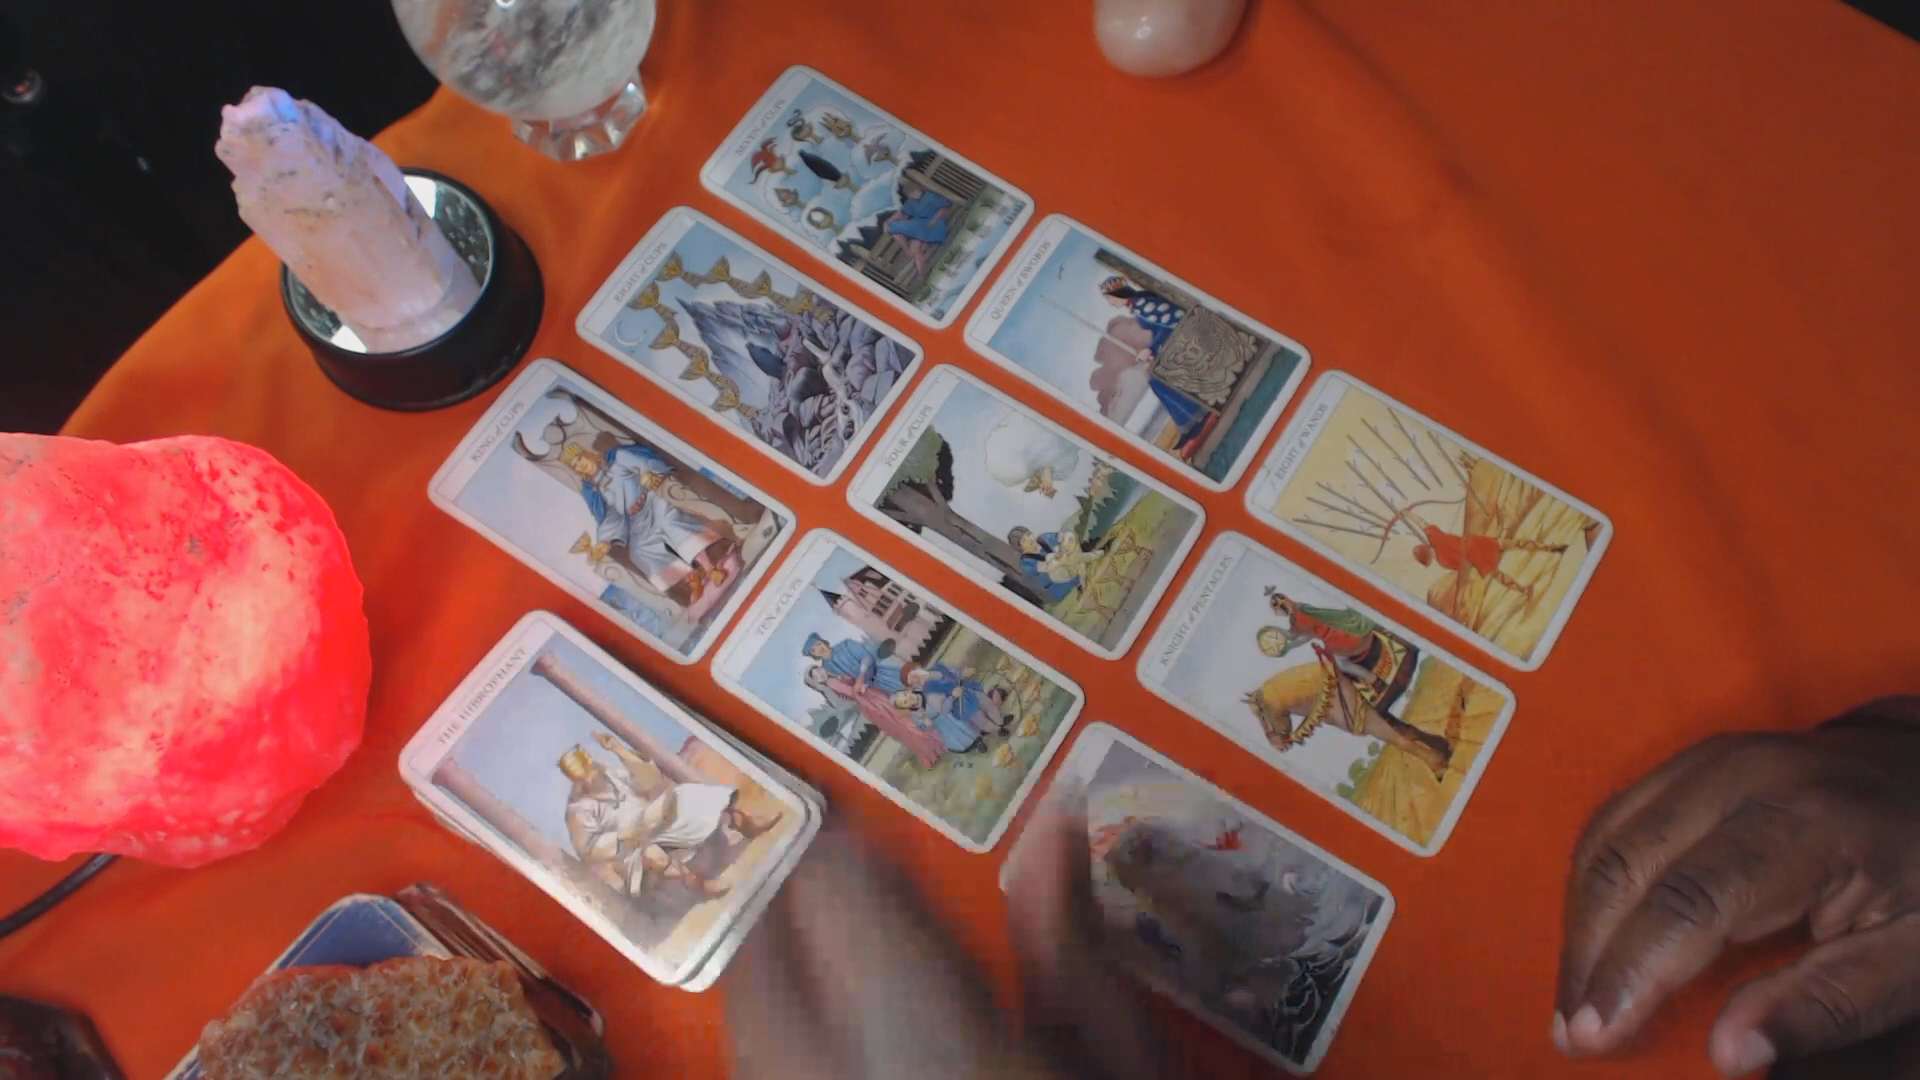 SEVEN of CUPS
EIGHT of CUPS
QUEEN of SWORDS
KING of CUPS
FOUR of CUPS
EIGHT of WANDS
TEN of CUPS
KNIGHT of PENTACLES
THE HIEROPHANT